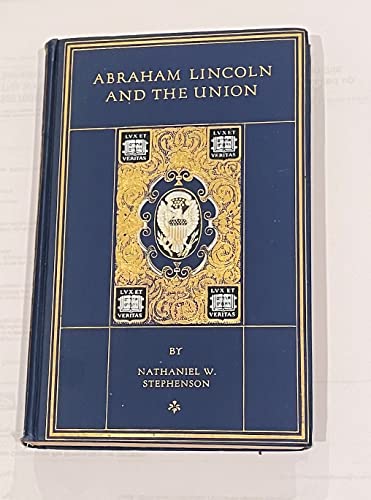 ABRAHAM LINCOLN
AND THE UNION
LVX ET
VERITAS
LVX ET
VERITAS
LVX ET
VERITAS
LVX ET
VERITAS
BY
NATHANIEL W.
STEPHENSON